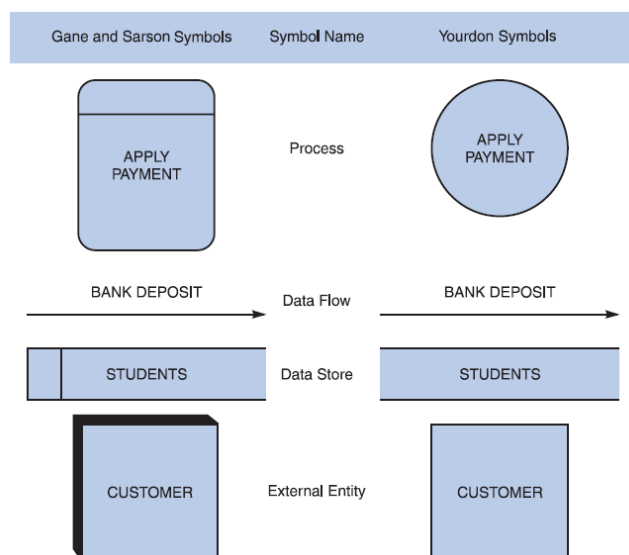 Gane and Sarson Symbols Symbol Name Yourdon Symbols
APPLY
PAYMENT
Process
APPLY
PAYMENT
BANK DEPOSIT
Data Flow
BANK DEPOSIT
STUDENTS
Data Store
STUDENTS
CUSTOMER
External Entity
CUSTOMER